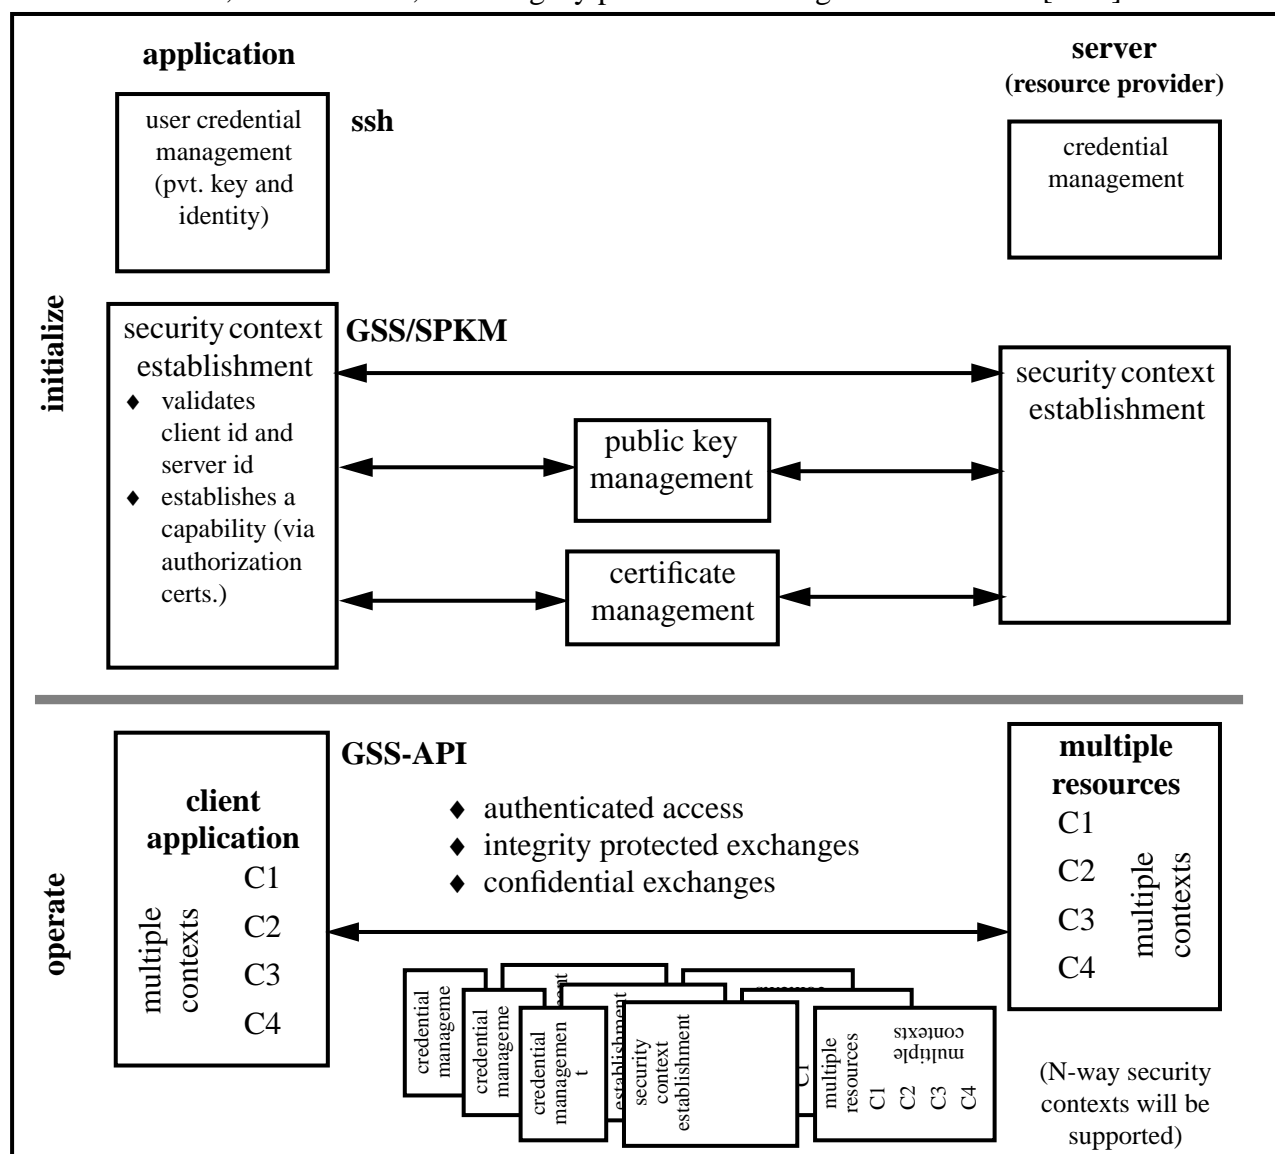 application
server
(resource provider)
user credential
management
(pvt. key and
identity)
ssh
credential
management
initialize
security context
establishment
♦ validates
client id and
server id
♦ establishes a
capability (via
authorization
certs.)
GSS/SPKM
public key
management
certificate
management
security context
establishment
operate
client
application
C1
C2
C3
C4
multiple
contexts
GSS-API
♦ authenticated access
♦ integrity protected exchanges
♦ confidential exchanges
multiple
resources
C1
C2
C3
C4
multiple
contexts
credential
manageme
credential
manageme
credential
managemen
t
establishment
security
context
establishment
C1
multiple
resources
C1
C2
C3
C4
multiple
contexts
(N-way security
contexts will be
supported)